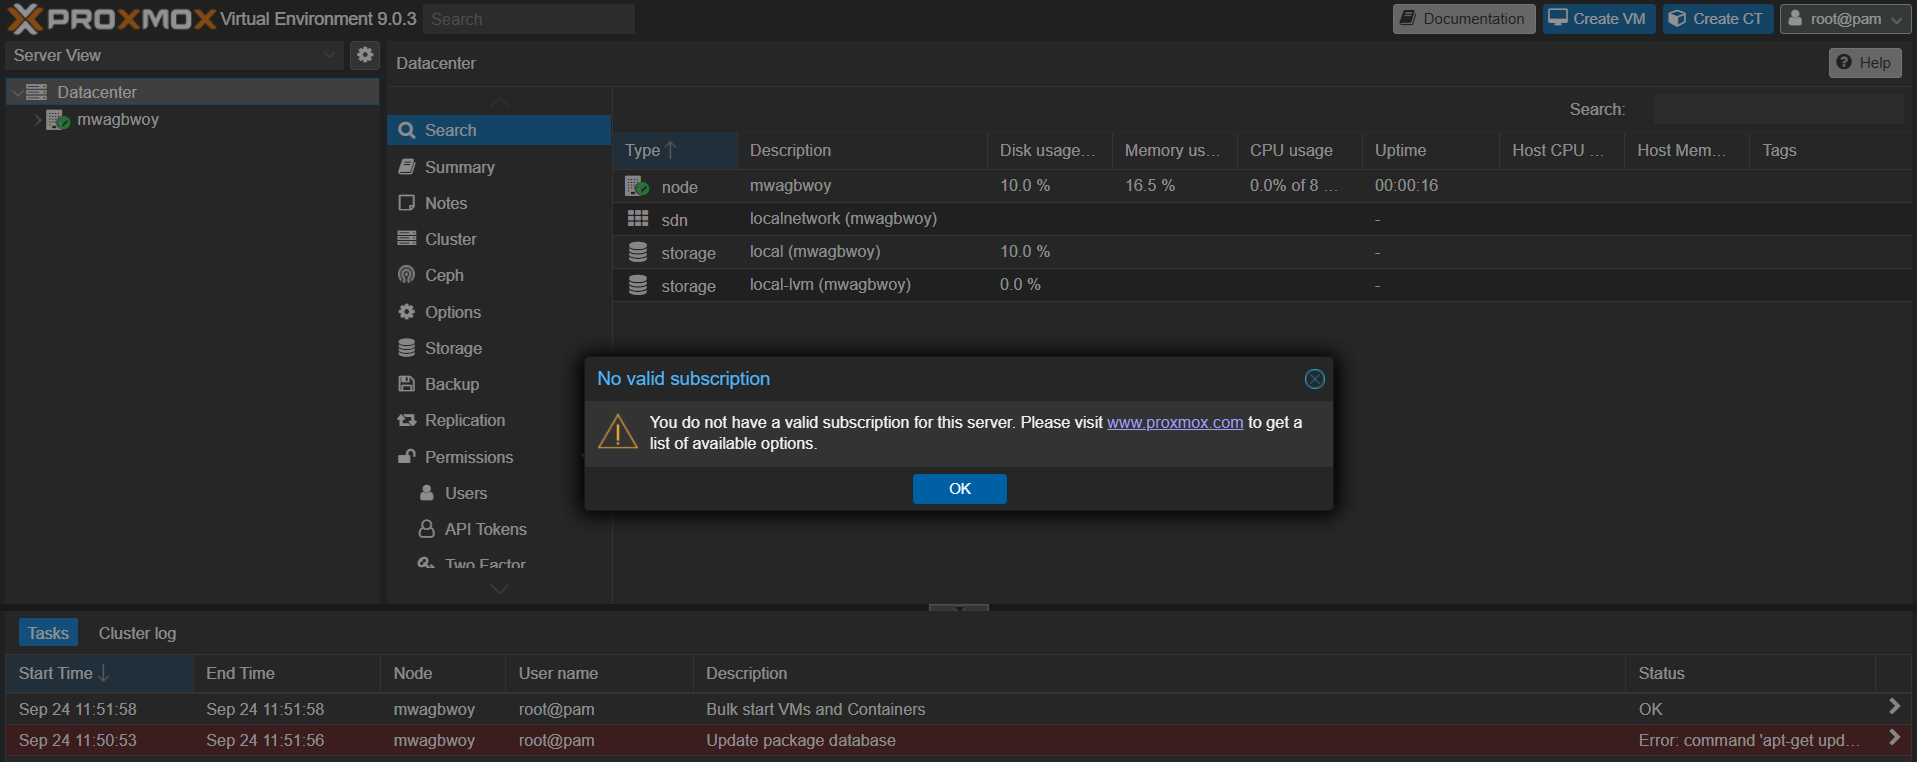 PROXMOX Virtual Environment 9.0.3 Search Documentation Create VM Create CT root@pam
Server View
Datacenter
mwagbwoy
Datacenter Help
Search
Summary
Notes
Cluster
Ceph
Options
Storage
Backup
Replication
Permissions
Users
API Tokens
Two Factor
Search:
Type Description Disk usage... Memory us... CPU usage Uptime Host CPU ... Host Mem... Tags
node mwagbwoy 10.0 % 16.5 % 0.0% of 8 ... 00:00:16
sdn localnetwork (mwagbwoy) -
storage local (mwagbwoy) 10.0 % -
storage local-lvm (mwagbwoy) 0.0 % -
No valid subscription
You do not have a valid subscription for this server. Please visit www.proxmox.com to get a
list of available options.
OK
Tasks Cluster log
Start Time End Time Node User name Description Status
Sep 24 11:51:58 Sep 24 11:51:58 mwagbwoy root@pam Bulk start VMs and Containers OK
Sep 24 11:50:53 Sep 24 11:51:56 mwagbwoy root@pam Update package database Error: command 'apt-get upd...